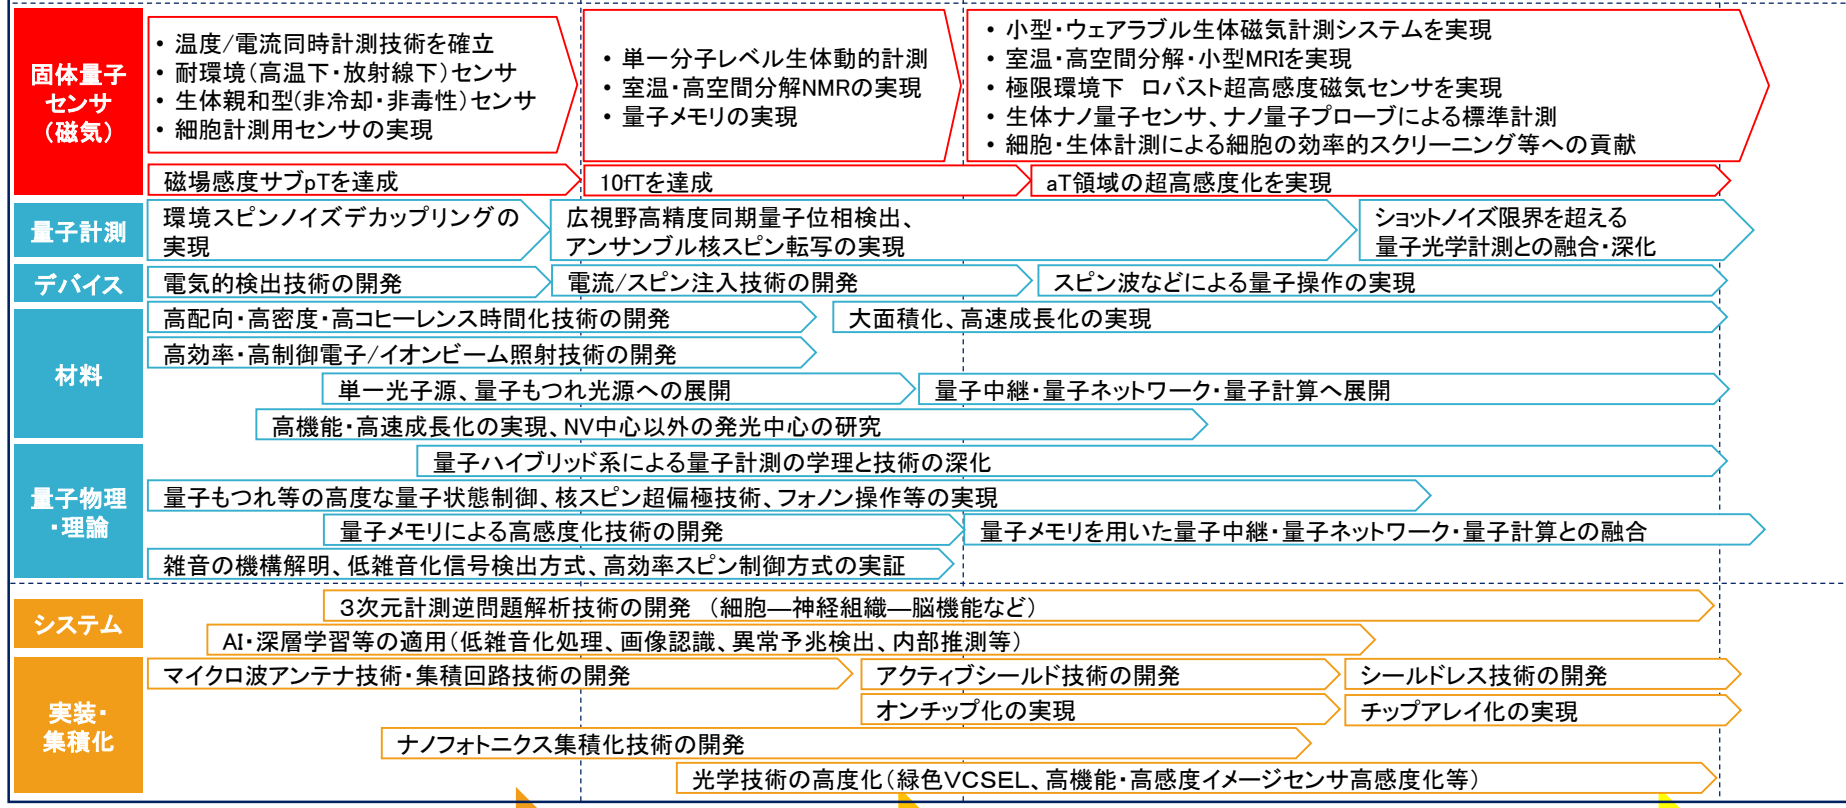 固体量子
センサ
（磁気）
• 温度/電流同時計測技術を確立
• 耐環境（高温下・放射線下）センサ
• 生体親和型(非冷却・非毒性)センサ
• 細胞計測用センサの実現
• 単一分子レベル生体動的計測
• 室温・高空間分解NMRの実現
• 量子メモリの実現
• 小型・ウェアラブル生体磁気計測システムを実現
• 室温・高空間分解・小型MRIを実現
• 極限環境下　ロバスト超高感度磁気センサを実現
• 生体ナノ量子センサ、ナノ量子プローブによる標準計測
• 細胞・生体計測による細胞の効率的スクリーニング等への貢献
磁場感度サブpTを達成
10fTを達成
aT領域の超高感度化を実現
量子計測
環境スピンノイズデカップリングの
実現
広視野高精度同期量子位相検出、
アンサンブル核スピン転写の実現
ショットノイズ限界を超える
量子光学計測との融合・深化
デバイス
電気的検出技術の開発
電流/スピン注入技術の開発
スピン波などによる量子操作の実現
材料
高配向・高密度・高コヒーレンス時間化技術の開発
大面積化、高速成長化の実現
高効率・高制御電子/イオンビーム照射技術の開発
単一光子源、量子もつれ光源への展開
量子中継・量子ネットワーク・量子計算へ展開
高機能・高速成長化の実現、NV中心以外の発光中心の研究
量子物理
・理論
量子ハイブリッド系による量子計測の学理と技術の深化
量子もつれ等の高度な量子状態制御、核スピン超偏極技術、フォノン操作等の実現
量子メモリによる高感度化技術の開発
量子メモリを用いた量子中継・量子ネットワーク・量子計算との融合
雑音の機構解明、低雑音化信号検出方式、高効率スピン制御方式の実証
システム
３次元計測逆問題解析技術の開発　（細胞―神経組織―脳機能など）
AI・深層学習等の適用（低雑音化処理、画像認識、異常予兆検出、内部推測等）
実装・
集積化
マイクロ波アンテナ技術・集積回路技術の開発
アクティブシールド技術の開発
シールドレス技術の開発
オンチップ化の実現
チップアレイ化の実現
ナノフォトニクス集積化技術の開発
光学技術の高度化（緑色VCSEL、高機能・高感度イメージセンサ高感度化等）